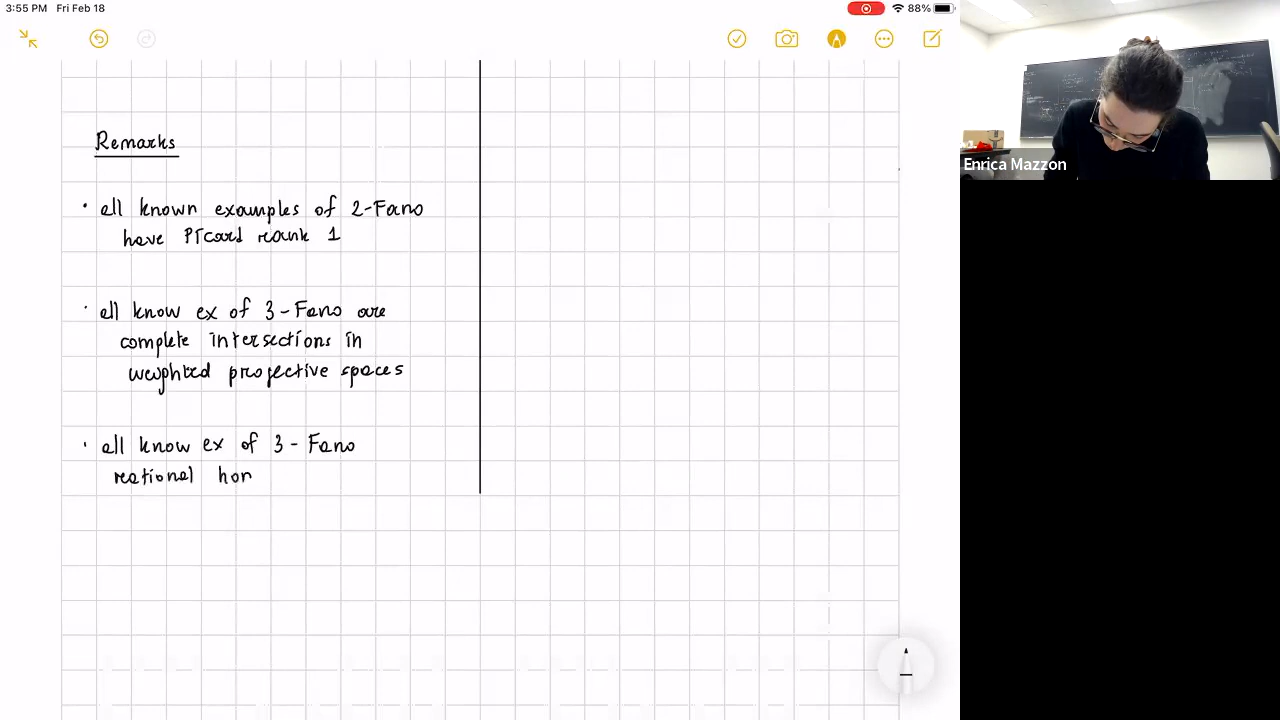 3:55 PM Fri Feb 18
88%
Remarks
· all known examples of 2-Fano
have Picard rank 1
· all know ex of 3-Fano are
complete intersections in
weighted projective spaces
· all know ex of 3-Fano
rational hom
Enrica Mazzon